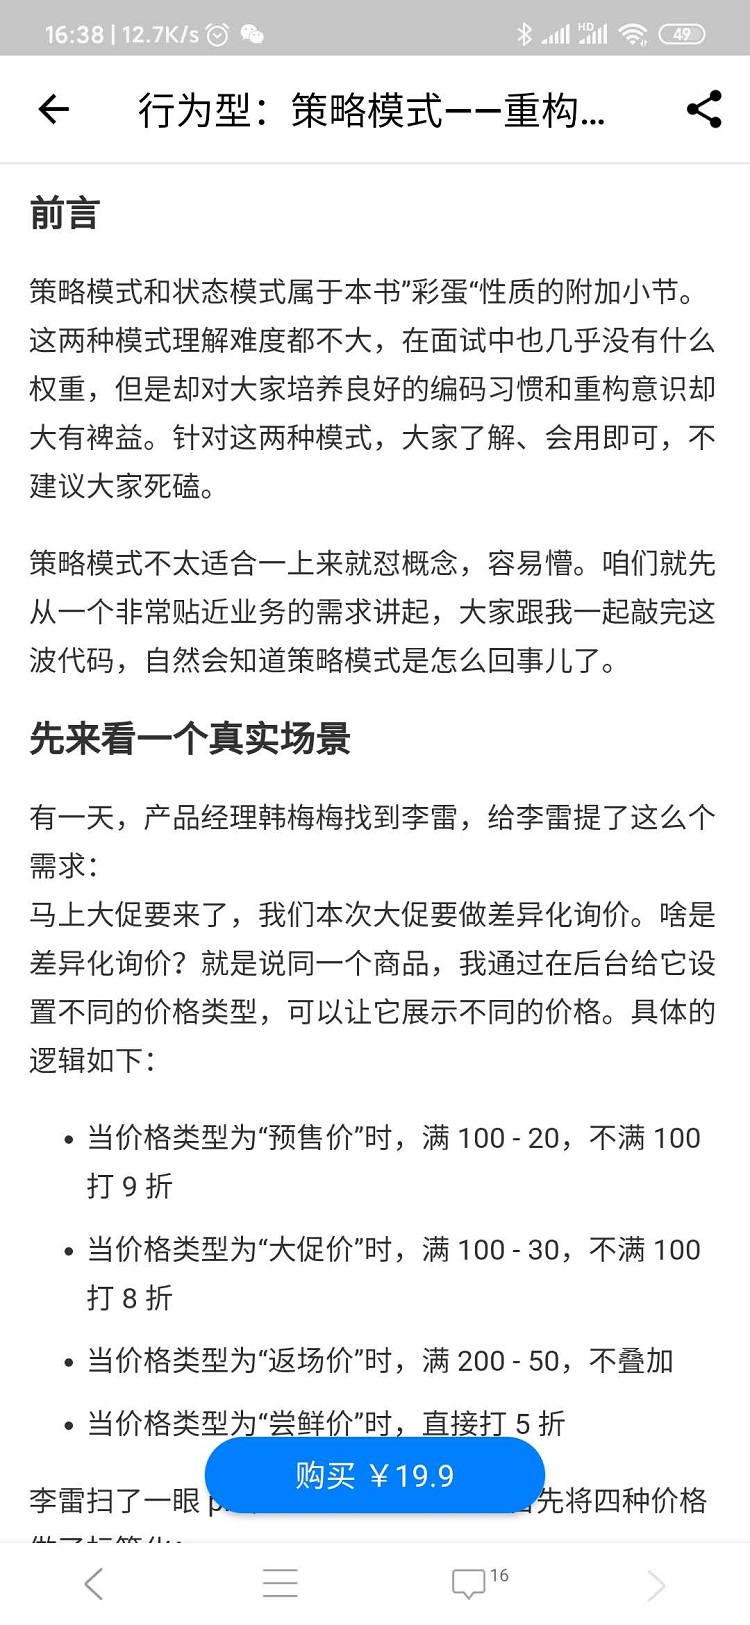 16:38 | 12.7K/s
HD
49
行为型：策略模式——重构...
前言
策略模式和状态模式属于本书”彩蛋“性质的附加小节。
这两种模式理解难度都不大，在面试中也几乎没有什么
权重，但是却对大家培养良好的编码习惯和重构意识却
大有裨益。针对这两种模式，大家了解、会用即可，不
建议大家死磕。
策略模式不太适合一上来就怼概念，容易懵。咱们就先
从一个非常贴近业务的需求讲起，大家跟我一起敲完这
波代码，自然会知道策略模式是怎么回事儿了。
先来看一个真实场景
有一天，产品经理韩梅梅找到李雷，给李雷提了这么个
需求：
马上大促要来了，我们本次大促要做差异化询价。啥是
差异化询价？就是说同一个商品，我通过在后台给它设
置不同的价格类型，可以让它展示不同的价格。具体的
逻辑如下：
• 当价格类型为“预售价”时，满 100 - 20，不满 100
打 9 折
• 当价格类型为“大促价”时，满 100 - 30，不满 100
打 8 折
• 当价格类型为“返场价”时，满 200 - 50，不叠加
• 当价格类型为“尝鲜价”时，直接打 5 折
购买 ￥19.9
李雷扫了一眼 先将四种价格
16